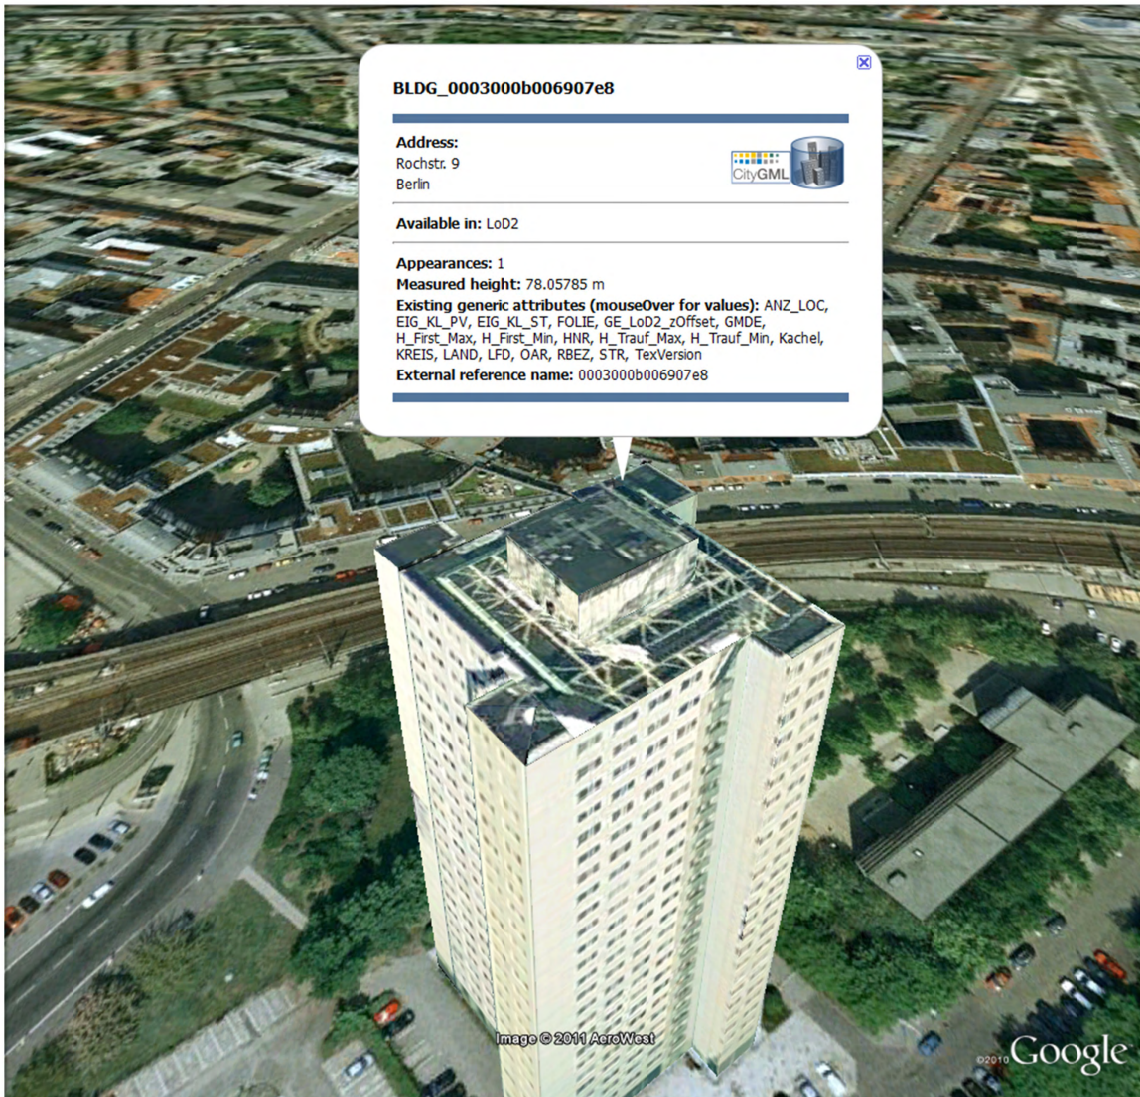 BLDG_0003000b006907e8
Address:
Rochstr. 9
Berlin
CityGML
Available in: LoD2
Appearances: 1
Measured height: 78.05785 m
Existing generic attributes (mouseOver for values): ANZ_LOC,
EIG_KL_PV, EIG_KL_ST, FOLIE, GE_LoD2_zOffset, GMDE,
H_First_Max, H_First_Min, HNR, H_Trauf_Max, H_Trauf_Min, Kachel,
KREIS, LAND, LFD, OAR, RBEZ, STR, TexVersion
External reference name: 0003000b006907e8
Image © 2011 AeroWest
©2010 Google